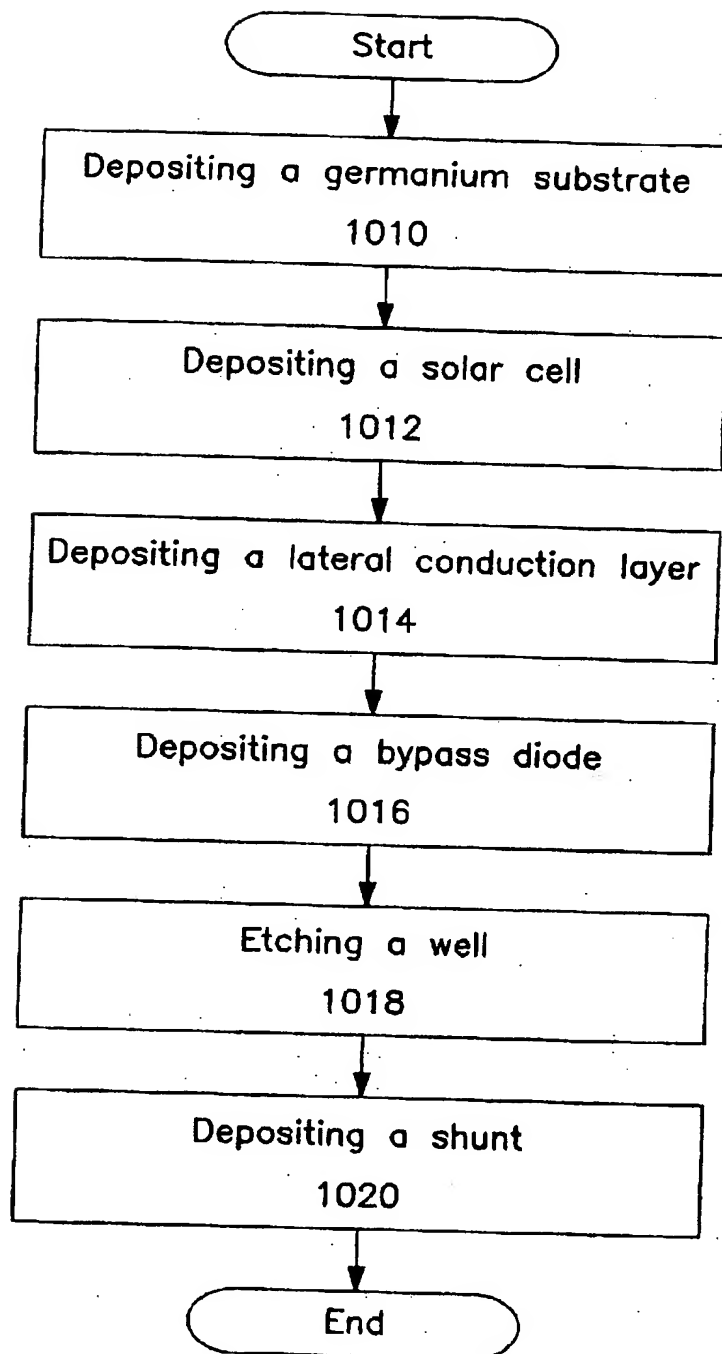 Start
Depositing a germanium substrate
1010
Depositing a solar cell
1012
Depositing a lateral conduction layer
1014
Depositing a bypass diode
1016
Etching a well
1018
Depositing a shunt
1020
End